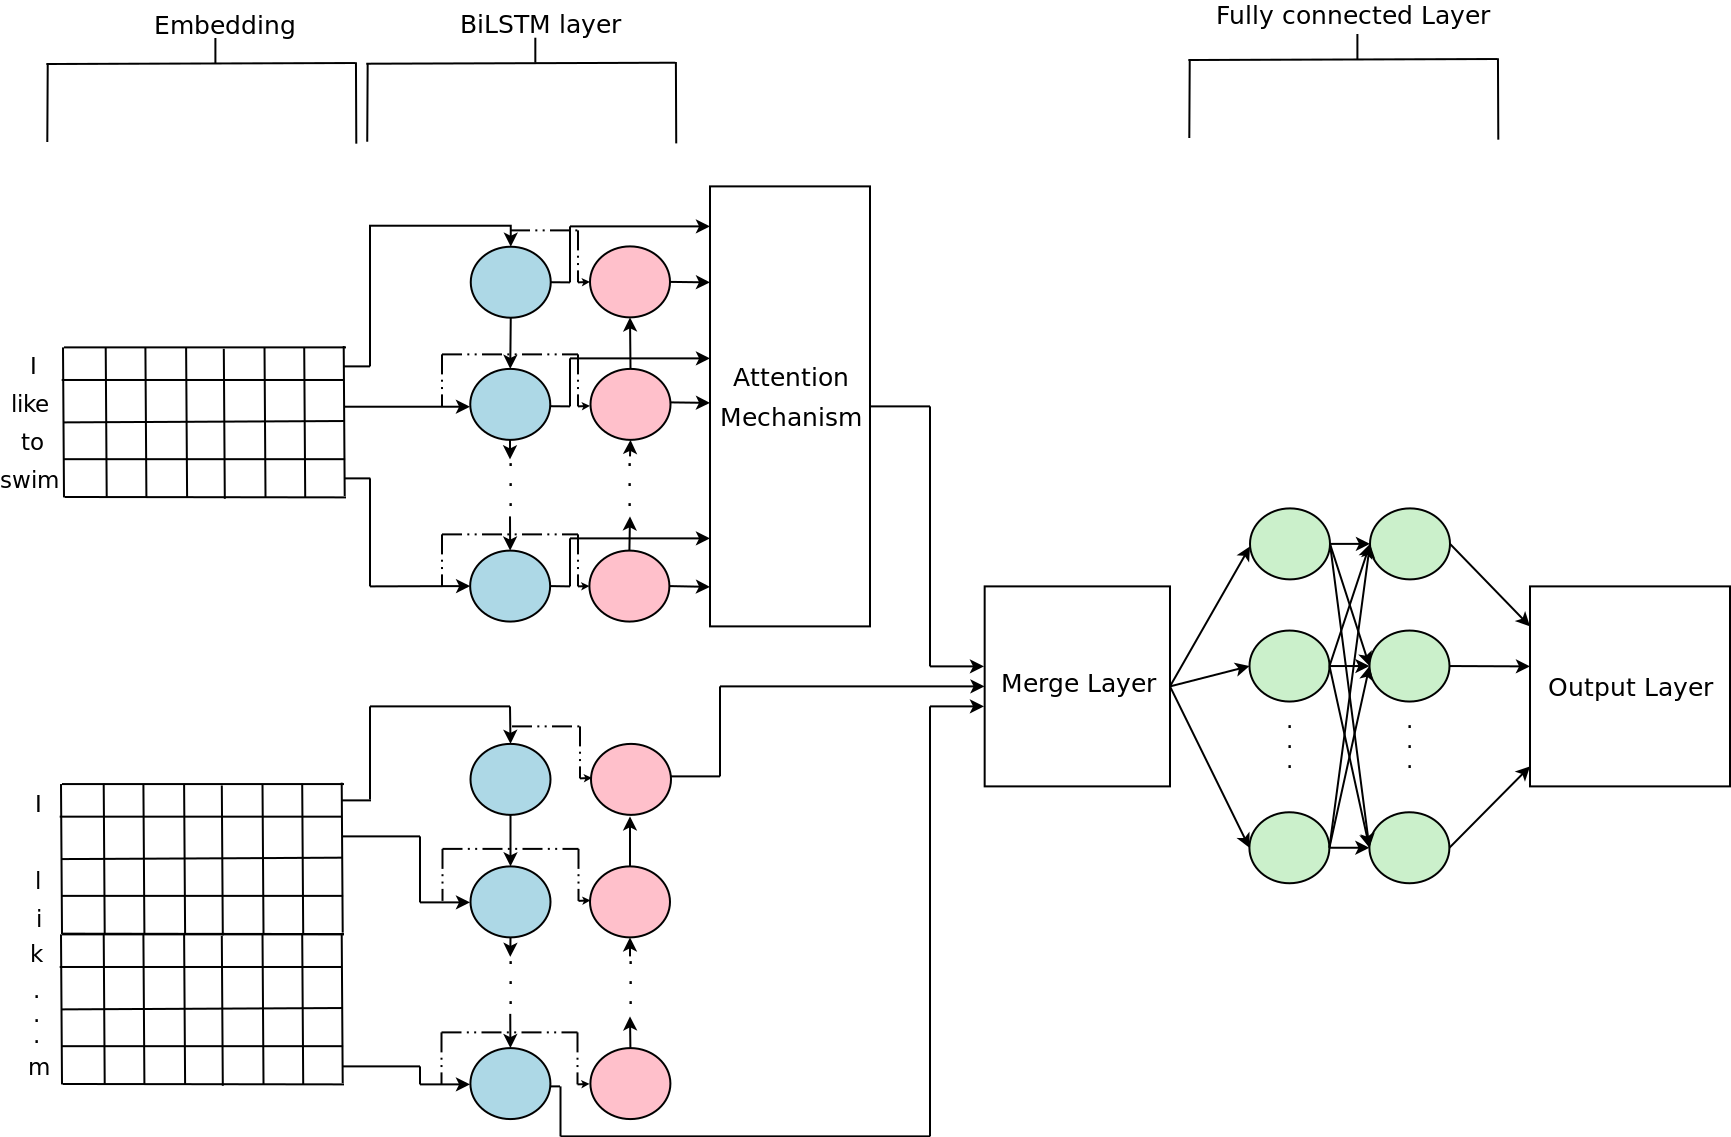 Embedding
BiLSTM layer
Fully connected Layer
I
like
to
swim
Attention
Mechanism
Merge Layer
Output Layer
I
l
i
k
.
.
.
m